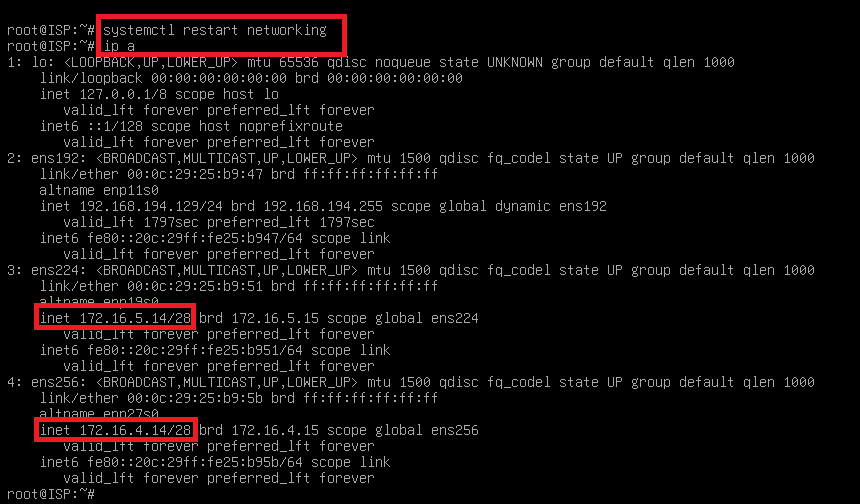 root@ISP:~# systemctl restart networking
root@ISP:~# ip a
1: lo: <LOOPBACK,UP,LOWER_UP> mtu 65536 qdisc noqueue state UNKNOWN group default qlen 1000
    link/loopback 00:00:00:00:00:00 brd 00:00:00:00:00:00
    inet 127.0.0.1/8 scope host lo
       valid_lft forever preferred_lft forever
    inet6 ::1/128 scope host noprefixroute
       valid_lft forever preferred_lft forever
2: ens192: <BROADCAST,MULTICAST,UP,LOWER_UP> mtu 1500 qdisc fq_codel state UP group default qlen 1000
    link/ether 00:0c:29:25:b9:47 brd ff:ff:ff:ff:ff:ff
    altname enp11s0
    inet 192.168.194.129/24 brd 192.168.194.255 scope global dynamic ens192
       valid_lft 1797sec preferred_lft 1797sec
    inet6 fe80::20c:29ff:fe25:b947/64 scope link
       valid_lft forever preferred_lft forever
3: ens224: <BROADCAST,MULTICAST,UP,LOWER_UP> mtu 1500 qdisc fq_codel state UP group default qlen 1000
    link/ether 00:0c:29:25:b9:51 brd ff:ff:ff:ff:ff:ff
    altname enp19s0
    inet 172.16.5.14/28 brd 172.16.5.15 scope global ens224
       valid_lft forever preferred_lft forever
    inet6 fe80::20c:29ff:fe25:b951/64 scope link
       valid_lft forever preferred_lft forever
4: ens256: <BROADCAST,MULTICAST,UP,LOWER_UP> mtu 1500 qdisc fq_codel state UP group default qlen 1000
    link/ether 00:0c:29:25:b9:5b brd ff:ff:ff:ff:ff:ff
    altname enp27s0
    inet 172.16.4.14/28 brd 172.16.4.15 scope global ens256
       valid_lft forever preferred_lft forever
    inet6 fe80::20c:29ff:fe25:b95b/64 scope link
       valid_lft forever preferred_lft forever
root@ISP:~#